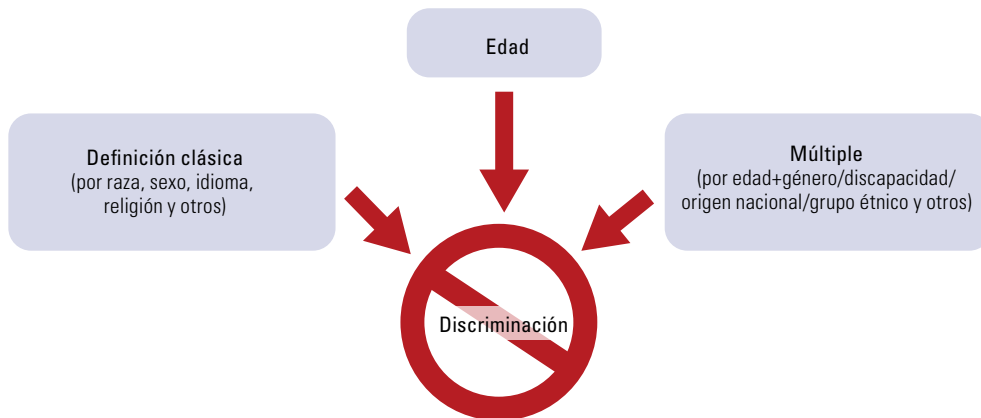 Edad
Definición clásica
(por raza, sexo, idioma,
religión y otros)
Múltiple
(por edad+género/discapacidad/
origen nacional/grupo étnico y otros)
Discriminación